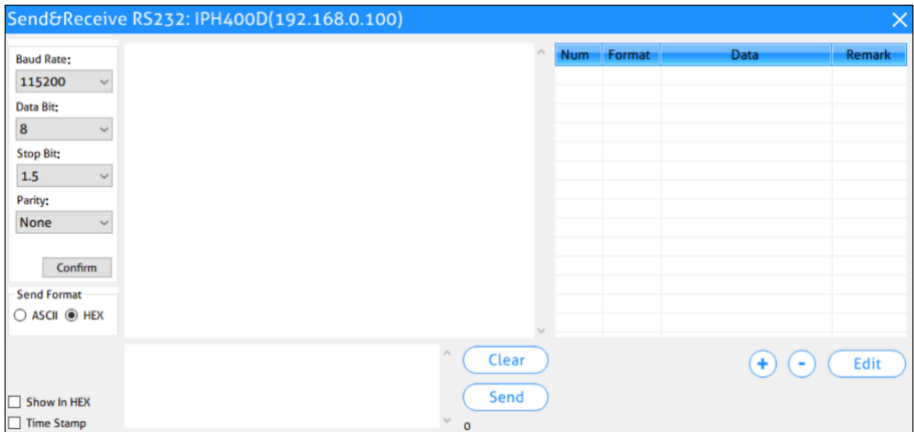 Send&Receive RS232: IPH400D(192.168.0.100)
Baud Rate:
115200
Data Bit:
8
Stop Bit:
1.5
Parity:
None
Confirm
Send Format
ASCII HEX
Show In HEX
Time Stamp
Clear
Send
0
Num Format Data Remark
+ - Edit